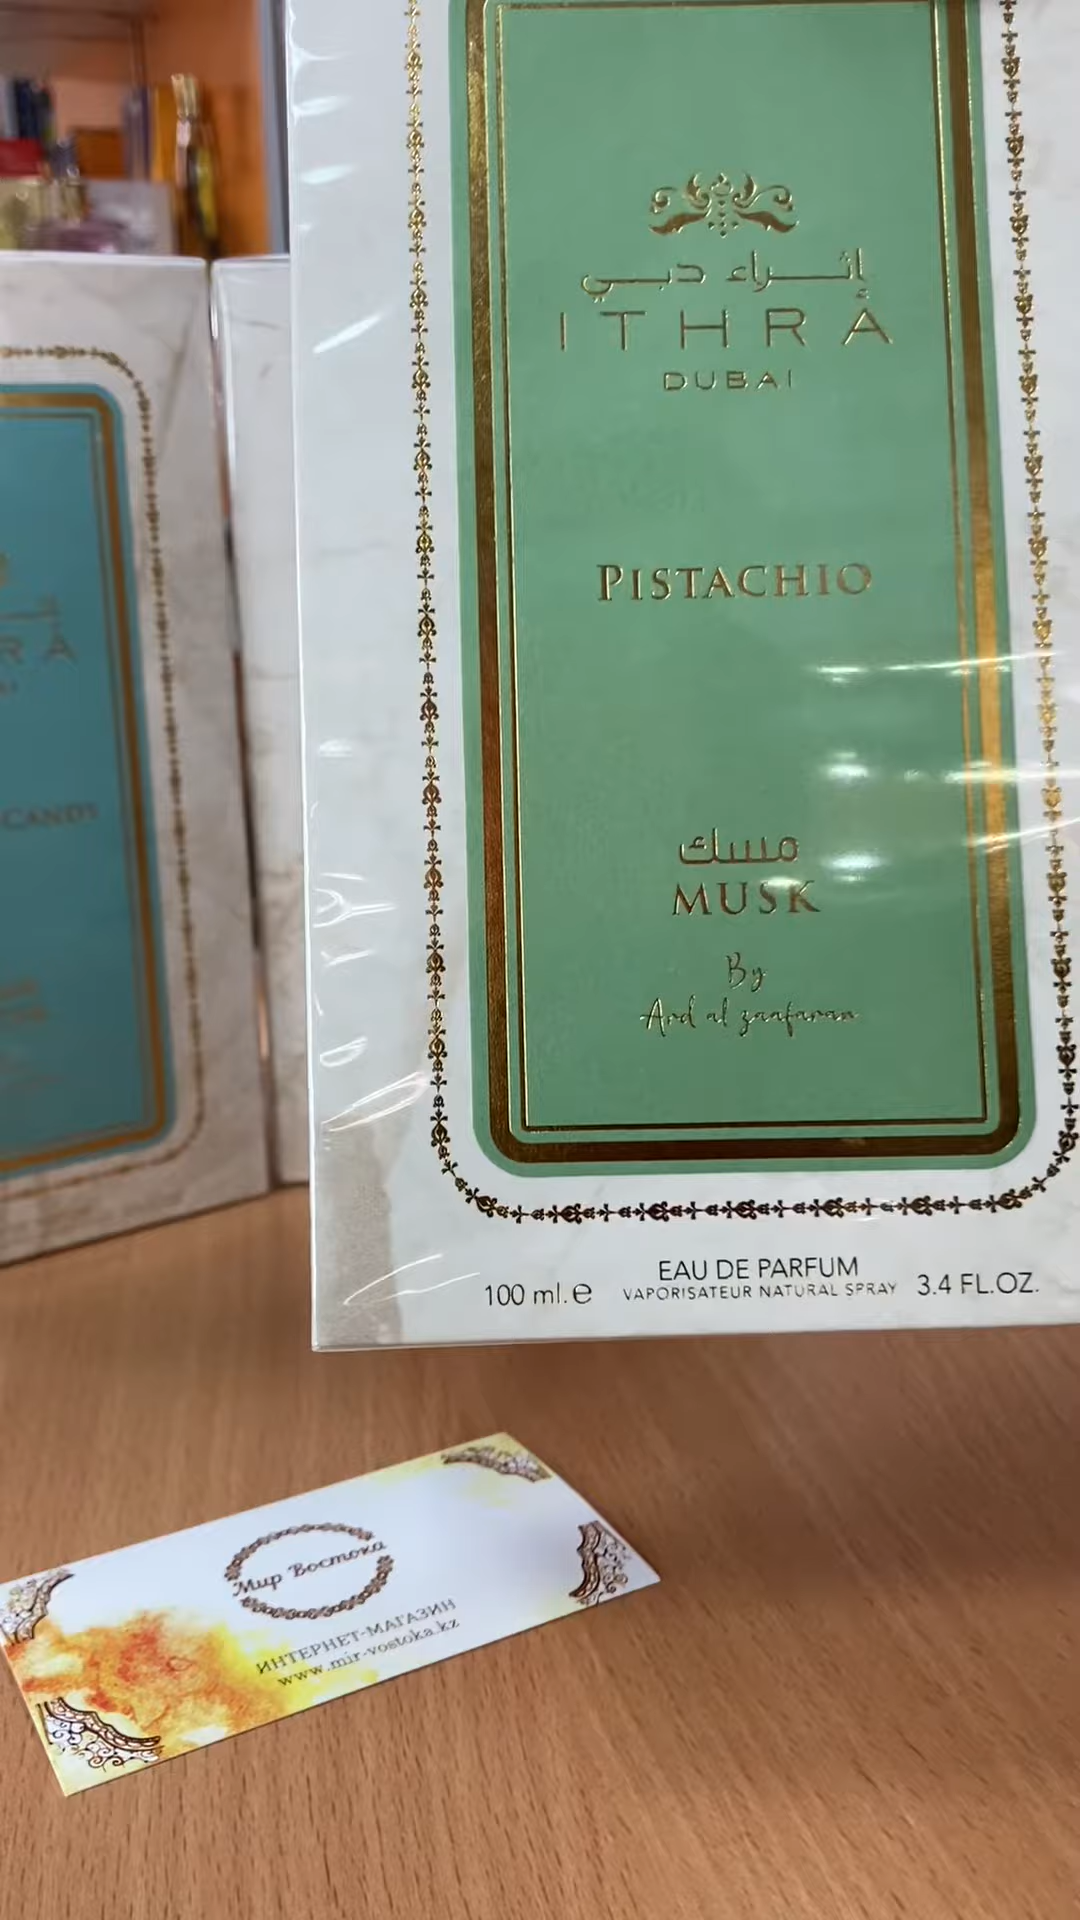 إثراء دبي
ITHRA
DUBAI
PISTACHIO
مسك
MUSK
By
Ard al zaafaran
EAU DE PARFUM
100 ml.e VAPORISATEUR NATURAL SPRAY 3.4 FL.OZ.
RA
CANDY
Мир Востока
ИНТЕРНЕТ-МАГАЗИН
www.mir-vostoka.kz